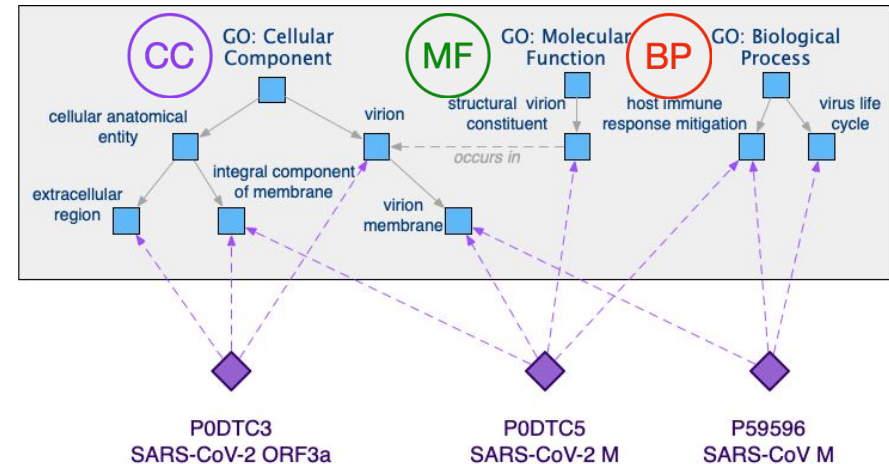 CC
GO: Cellular
Component
MF
GO: Molecular
Function
BP
GO: Biological
Process
cellular anatomical
entity
virion
structural virion
constituent
host immune
response mitigation
virus life
cycle
occurs in
extracellular
region
integral component
of membrane
virion
membrane
P0DTC3
SARS-CoV-2 ORF3a
P0DTC5
SARS-CoV-2 M
P59596
SARS-CoV M